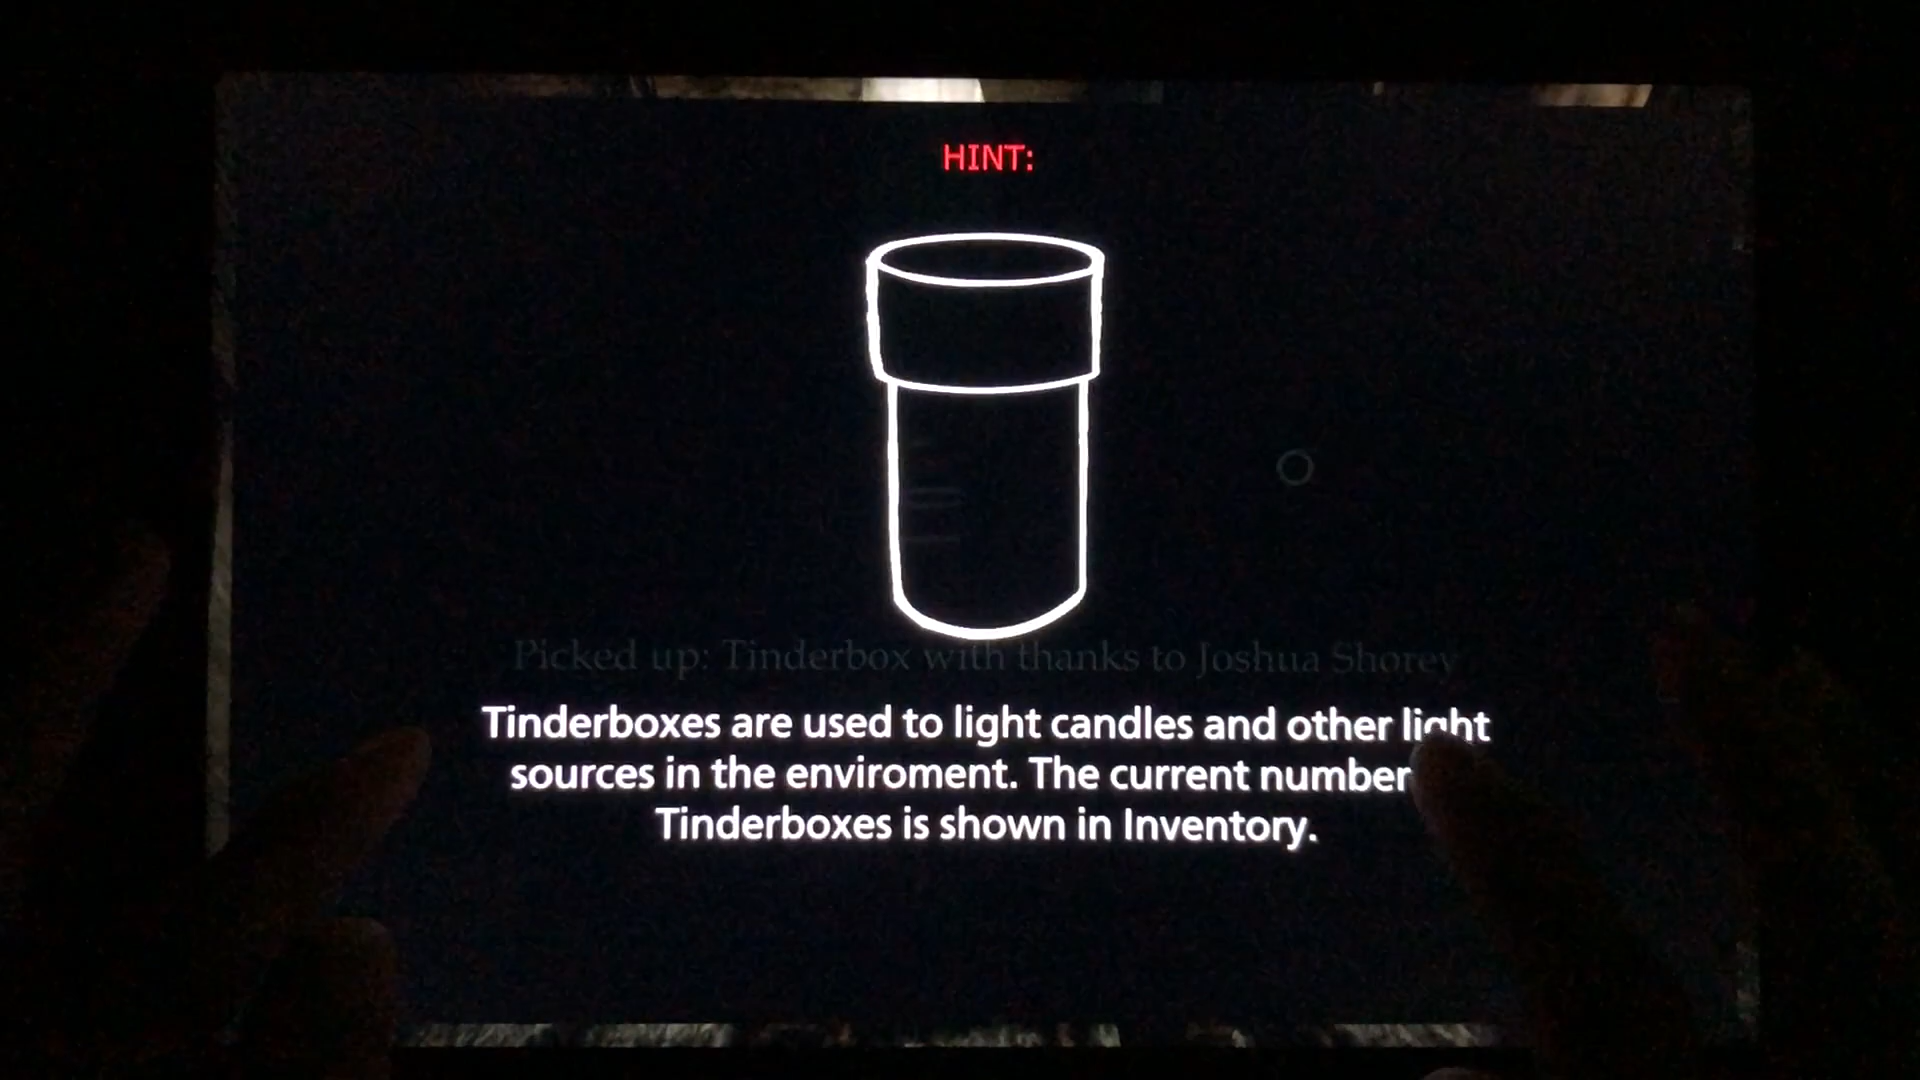 HINT:
Picked up: Tinderbox with thanks to Joshua Shorey
Tinderboxes are used to light candles and other light
sources in the enviroment. The current number
Tinderboxes is shown in Inventory.